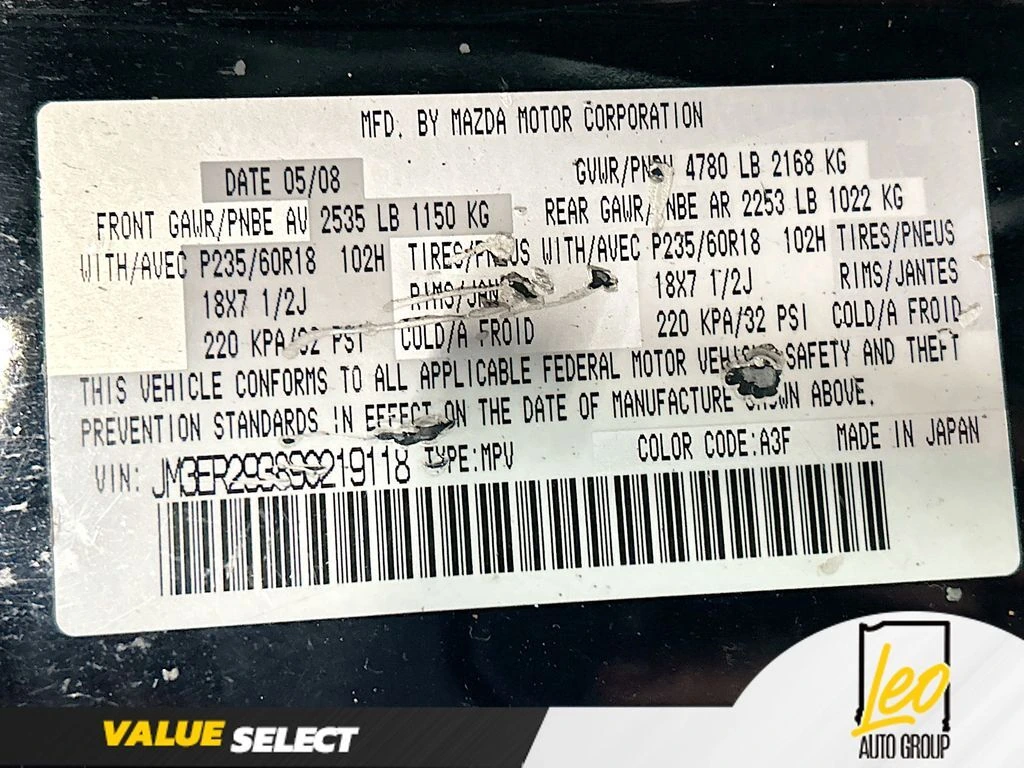 MFD. BY MAZDA MOTOR CORPORATION
DATE 05/08 GVWR/PNBV 4780 LB 2168 KG
FRONT GAWR/PNBE AV 2535 LB 1150 KG REAR GAWR/PNBE AR 2253 LB 1022 KG
WITH/AVEC P235/60R18 102H TIRES/PNEUS WITH/AVEC P235/60R18 102H TIRES/PNEUS
18X7 1/2J RIMS/JAN 18X7 1/2J RIMS/JANTES
220 KPA/32 PSI COLD/A FROID 220 KPA/32 PSI COLD/A FROID
THIS VEHICLE CONFORMS TO ALL APPLICABLE FEDERAL MOTOR VEHICLE SAFETY AND THEFT
PREVENTION STANDARDS IN EFFECT ON THE DATE OF MANUFACTURE SHOWN ABOVE.
VIN: JM3ER293890219118 TYPE:MPV COLOR CODE:A3F MADE IN JAPAN
VALUE SELECT
Leo
AUTO GROUP